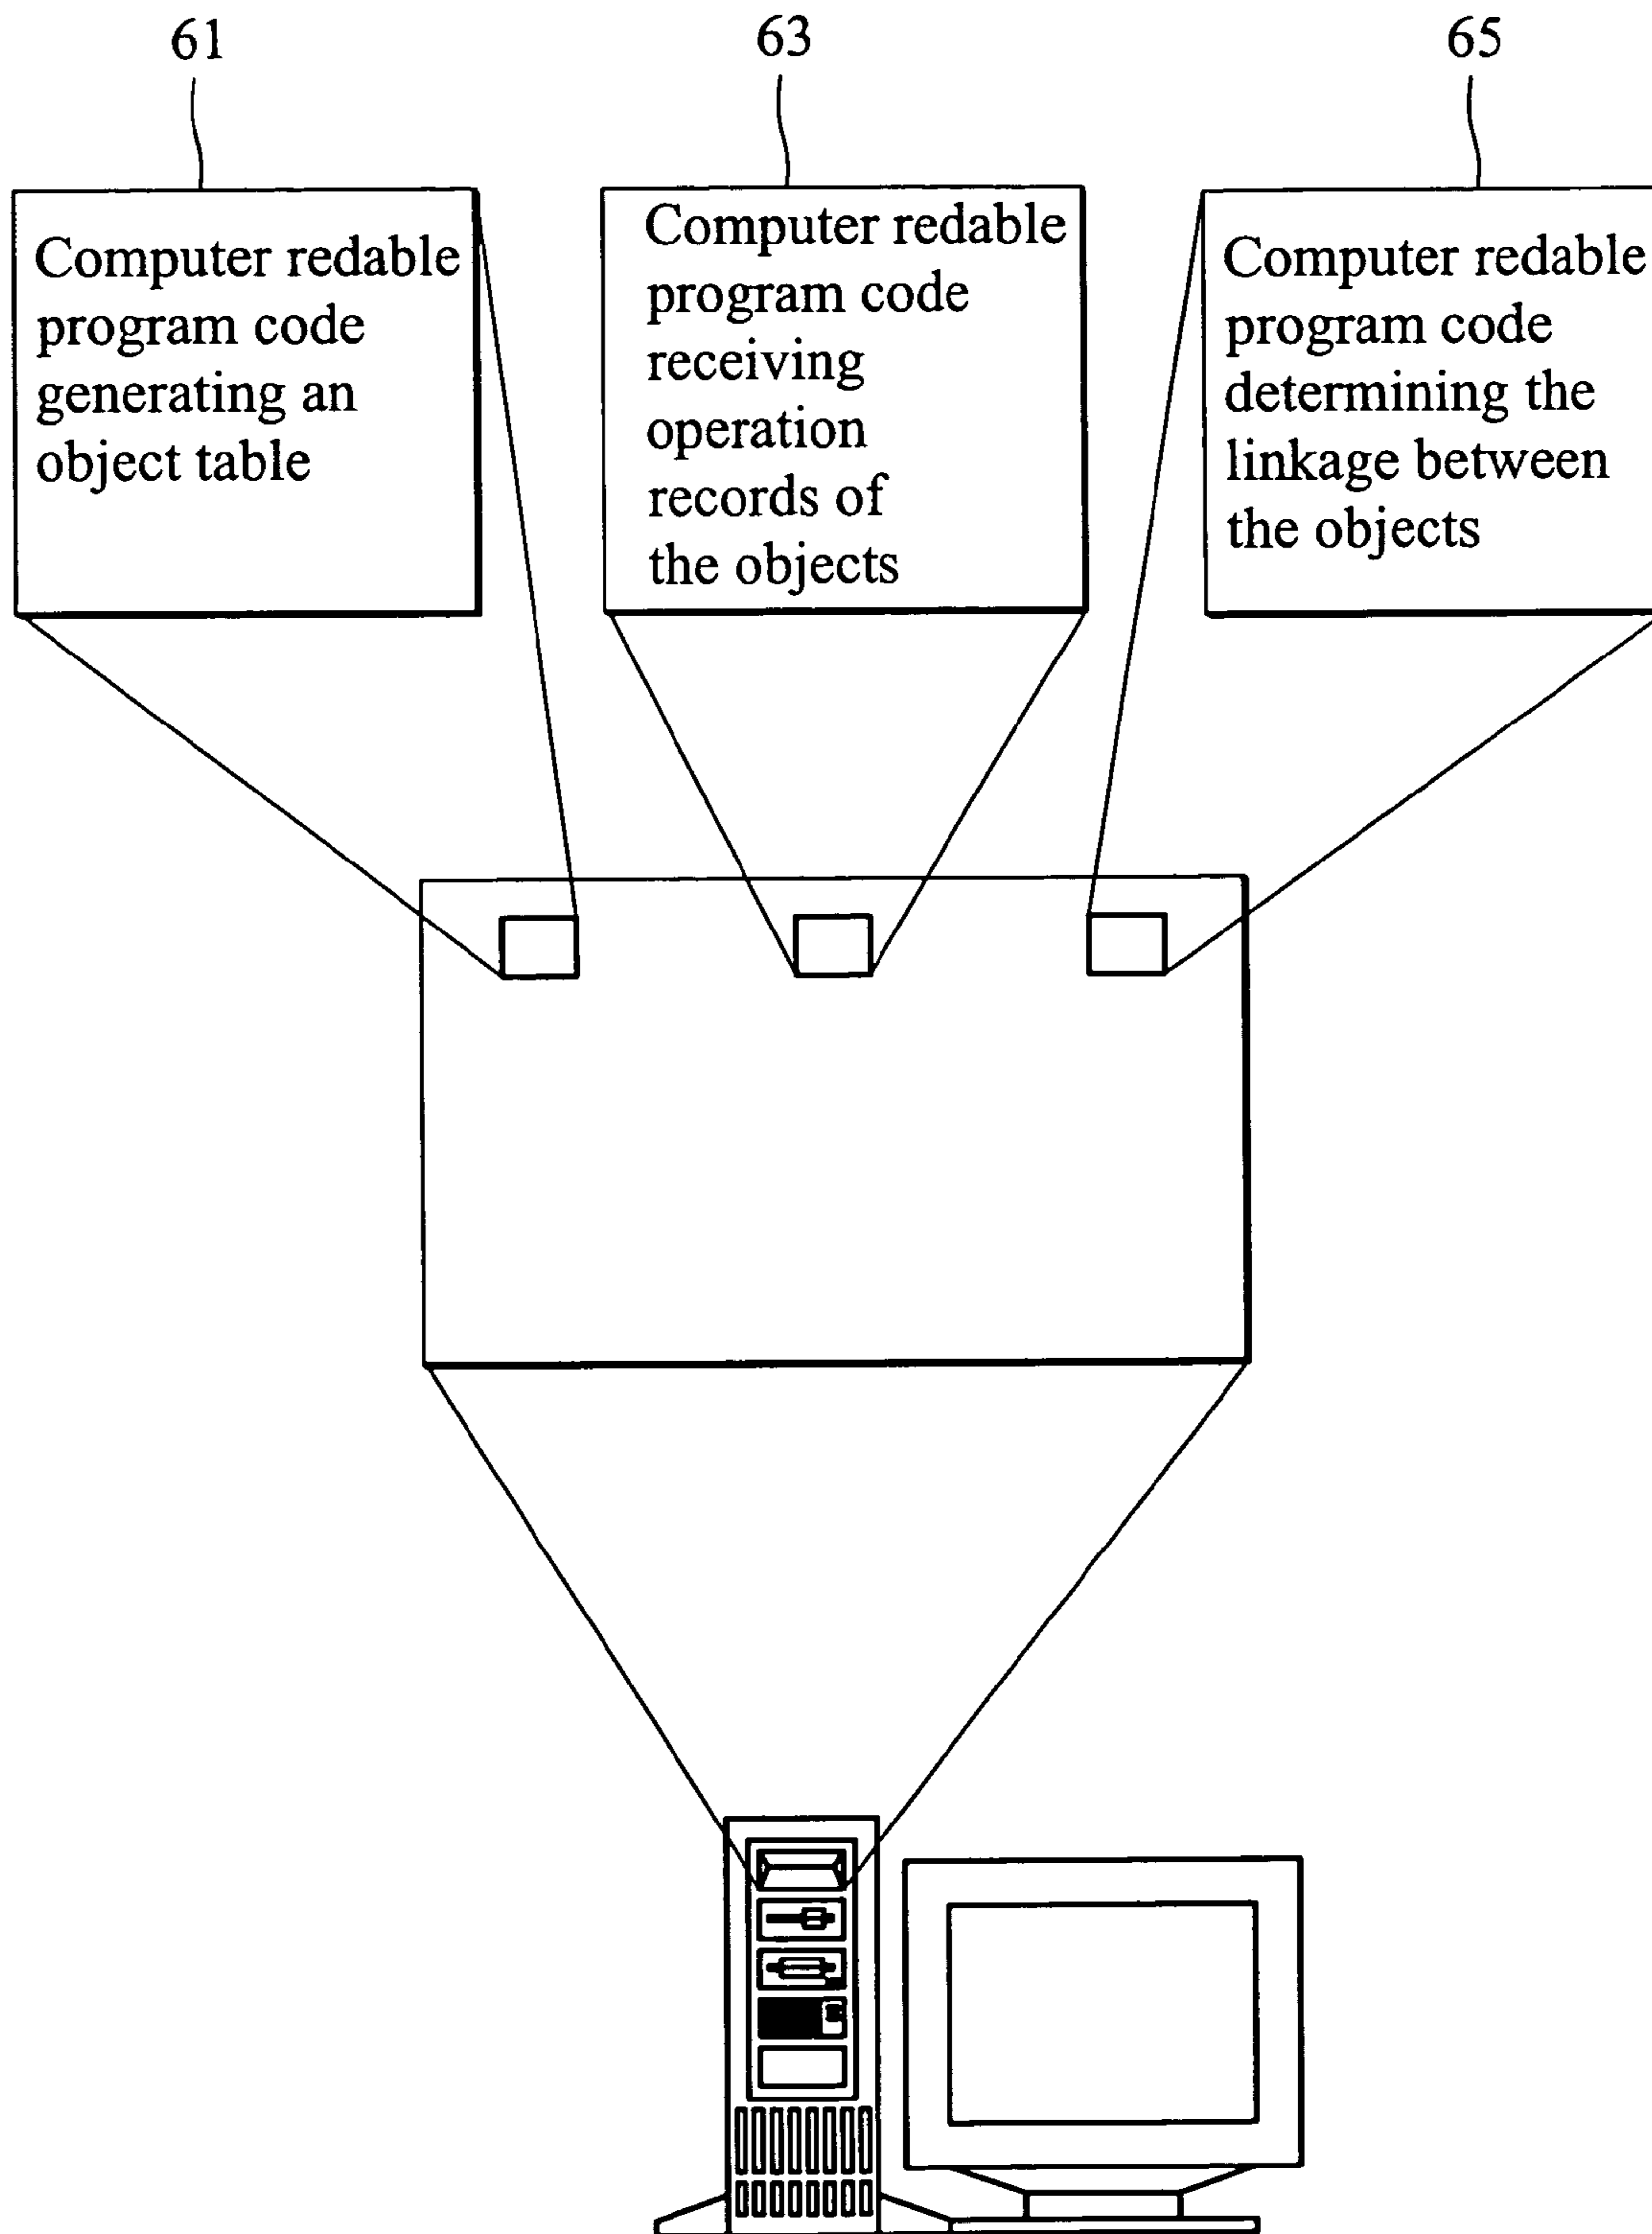 61
63
65
Computer redable
program code
generating an
object table
Computer redable
program code
receiving
operation
records of
the objects
Computer redable
program code
determining the
linkage between
the objects